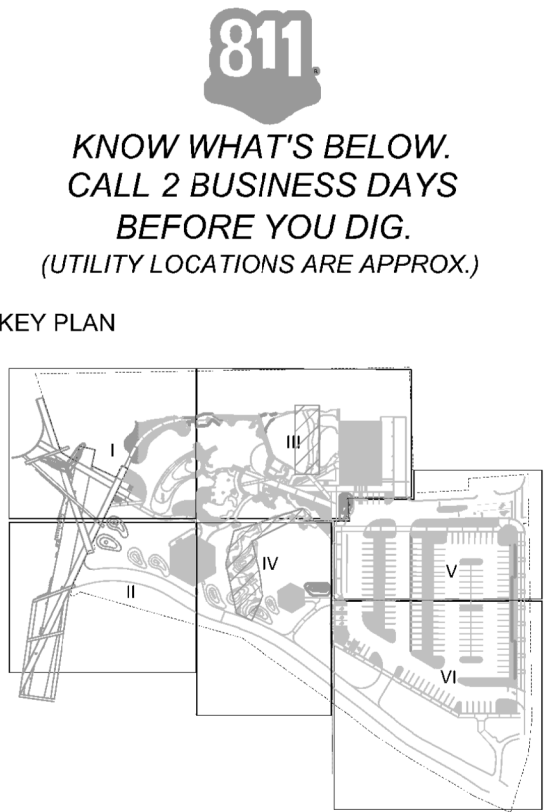 811
KNOW WHAT'S BELOW.
CALL 2 BUSINESS DAYS
BEFORE YOU DIG.
(UTILITY LOCATIONS ARE APPROX.)
KEY PLAN
I
III
II
IV
V
VI